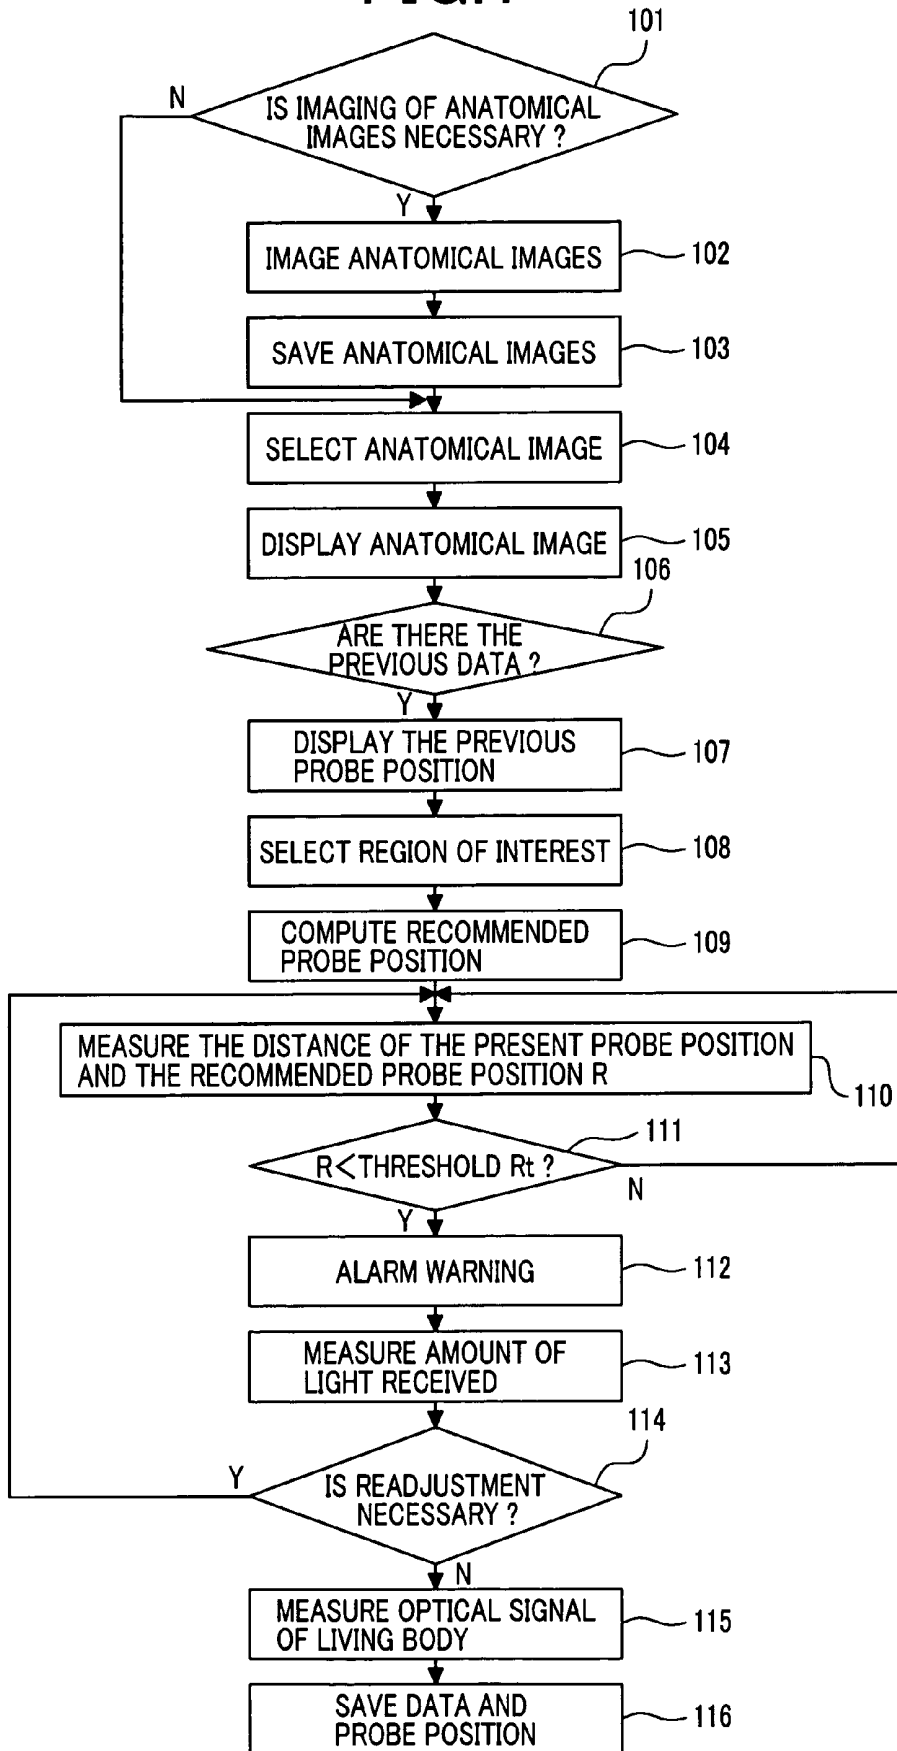 101
N
IS IMAGING OF ANATOMICAL
IMAGES NECESSARY ?
Y
IMAGE ANATOMICAL IMAGES
102
SAVE ANATOMICAL IMAGES
103
SELECT ANATOMICAL IMAGE
104
DISPLAY ANATOMICAL IMAGE
105
106
ARE THERE THE
PREVIOUS DATA ?
Y
DISPLAY THE PREVIOUS
PROBE POSITION
107
SELECT REGION OF INTEREST
108
COMPUTE RECOMMENDED
PROBE POSITION
109
MEASURE THE DISTANCE OF THE PRESENT PROBE POSITION
AND THE RECOMMENDED PROBE POSITION R
110
111
R<THRESHOLD Rt ?
N
Y
ALARM WARNING
112
MEASURE AMOUNT OF
LIGHT RECEIVED
113
114
Y
IS READJUSTMENT
NECESSARY ?
N
MEASURE OPTICAL SIGNAL
OF LIVING BODY
115
SAVE DATA AND
PROBE POSITION
116